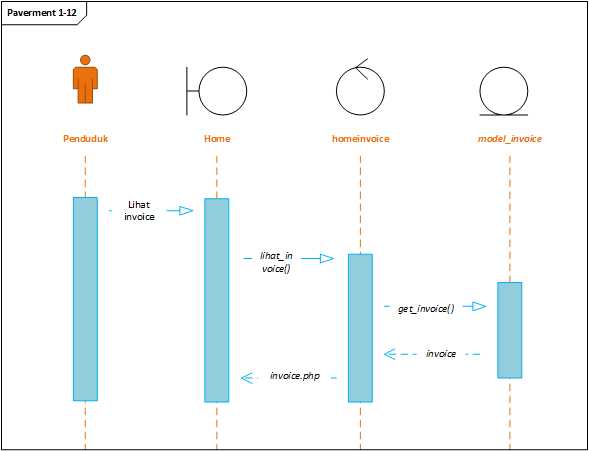 Paverment 1-12
Penduduk
Home
homeinvoice
model_invoice
Lihat
invoice
lihat_in
voice()
get_invoice()
invoice
invoice.php